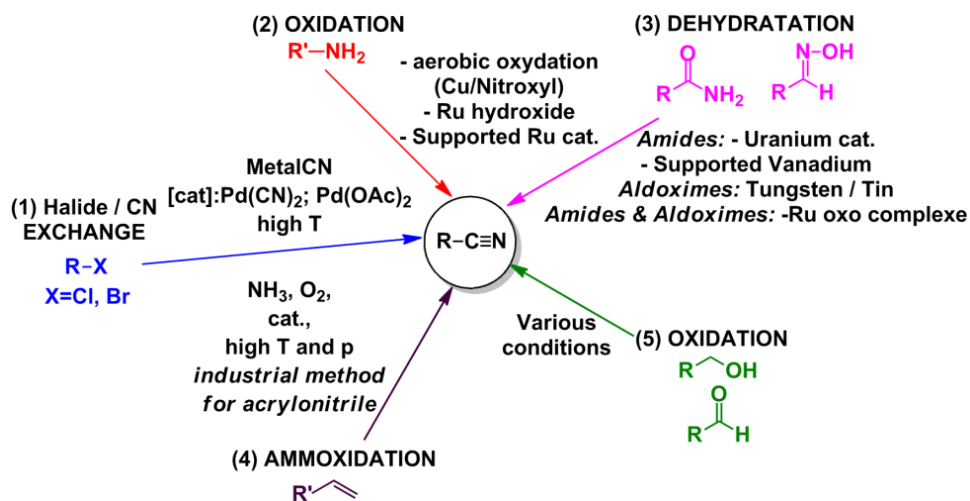 (2) OXIDATION
R'–NH₂
- aerobic oxydation
(Cu/Nitroxyl)
- Ru hydroxide
- Supported Ru cat.
(3) DEHYDRATATION
O
R
NH₂
N–OH
R
H
Amides: - Uranium cat.
- Supported Vanadium
Aldoximes: Tungsten / Tin
Amides & Aldoximes: -Ru oxo complexe
MetalCN
[cat]:Pd(CN)₂; Pd(OAc)₂
high T
(1) Halide / CN
EXCHANGE
R–X
X=Cl, Br
R–C≡N
NH₃, O₂,
cat.,
high T and p
industrial method
for acrylonitrile
(4) AMMOXIDATION
R'
Various
conditions
(5) OXIDATION
R
OH
O
R
H